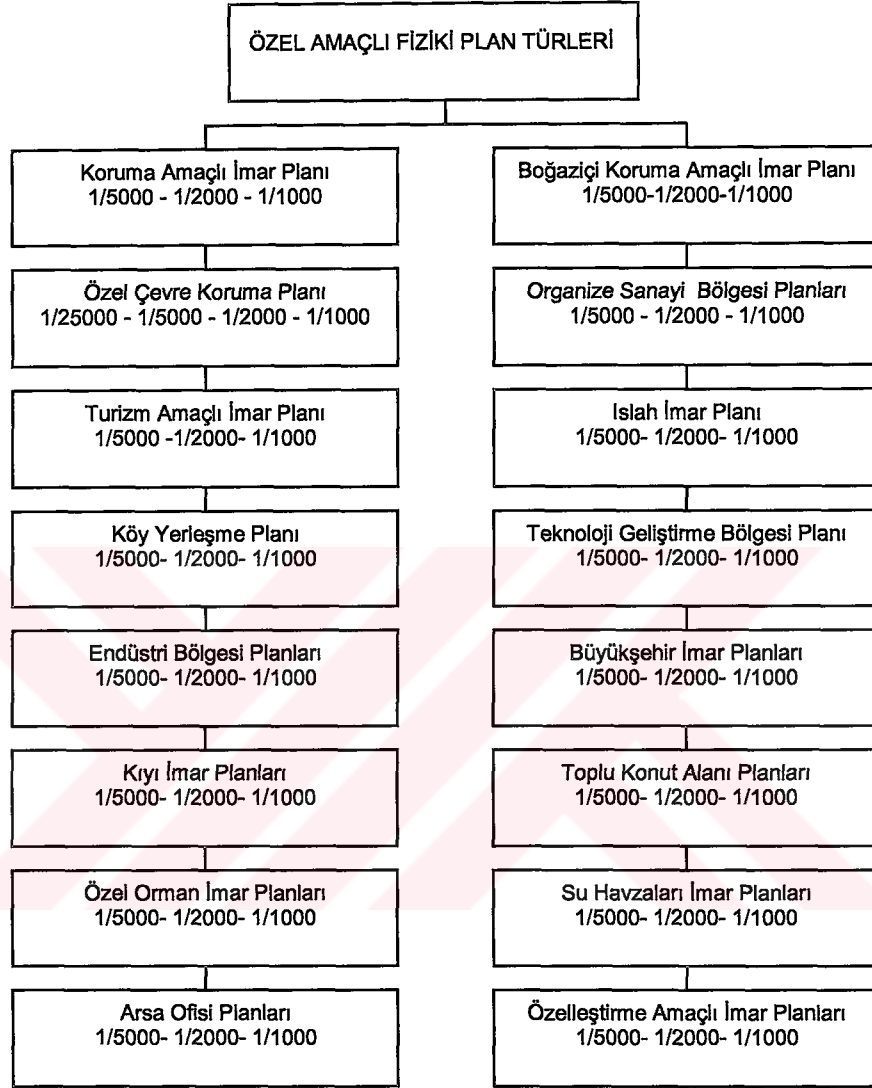 ÖZEL AMAÇLI FİZİKİ PLAN TÜRLERİ
Koruma Amaçlı İmar Planı
1/5000 - 1/2000 - 1/1000
Özel Çevre Koruma Planı
1/25000 - 1/5000 - 1/2000 - 1/1000
Turizm Amaçlı İmar Planı
1/5000 -1/2000- 1/1000
Köy Yerleşme Planı
1/5000- 1/2000- 1/1000
Endüstri Bölgesi Planları
1/5000- 1/2000- 1/1000
Kıyı İmar Planları
1/5000- 1/2000- 1/1000
Özel Orman İmar Planları
1/5000- 1/2000- 1/1000
Arsa Ofisi Planları
1/5000- 1/2000- 1/1000
Boğaziçi Koruma Amaçlı İmar Planı
1/5000-1/2000-1/1000
Organize Sanayi Bölgesi Planları
1/5000 - 1/2000 - 1/1000
Islah İmar Planı
1/5000- 1/2000- 1/1000
Teknoloji Geliştirme Bölgesi Planı
1/5000- 1/2000- 1/1000
Büyükşehir İmar Planları
1/5000- 1/2000- 1/1000
Toplu Konut Alanı Planları
1/5000- 1/2000- 1/1000
Su Havzaları İmar Planları
1/5000- 1/2000- 1/1000
Özelleştirme Amaçlı İmar Planları
1/5000- 1/2000- 1/1000